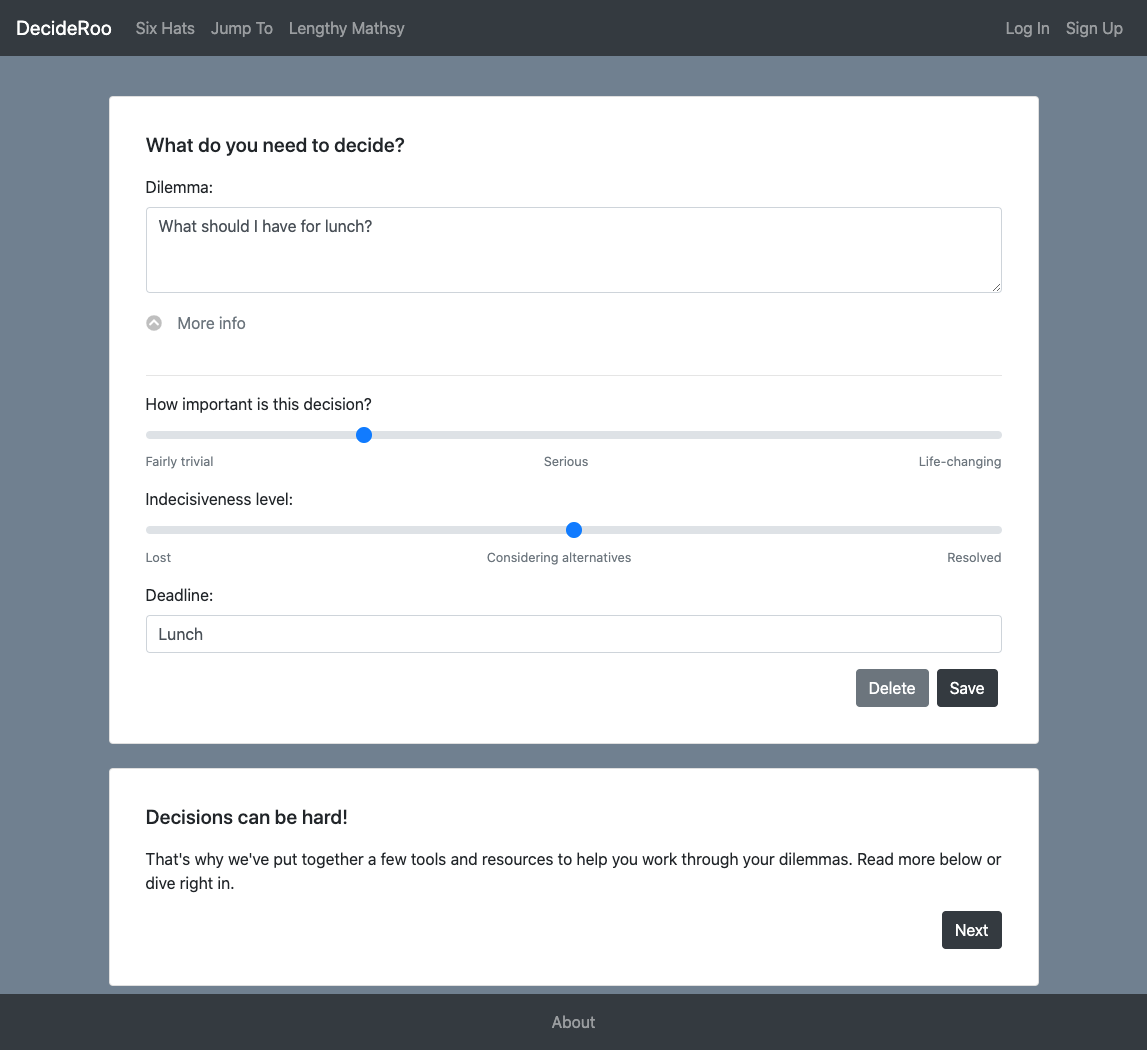 DecideRoo Six Hats Jump To Lengthy Mathsy Log In Sign Up
What do you need to decide?
Dilemma:
What should I have for lunch?
More info
How important is this decision?
Fairly trivial Serious Life-changing
Indecisiveness level:
Lost Considering alternatives Resolved
Deadline:
Lunch
Delete Save
Decisions can be hard!
That's why we've put together a few tools and resources to help you work through your dilemmas. Read more below or
dive right in.
Next
About